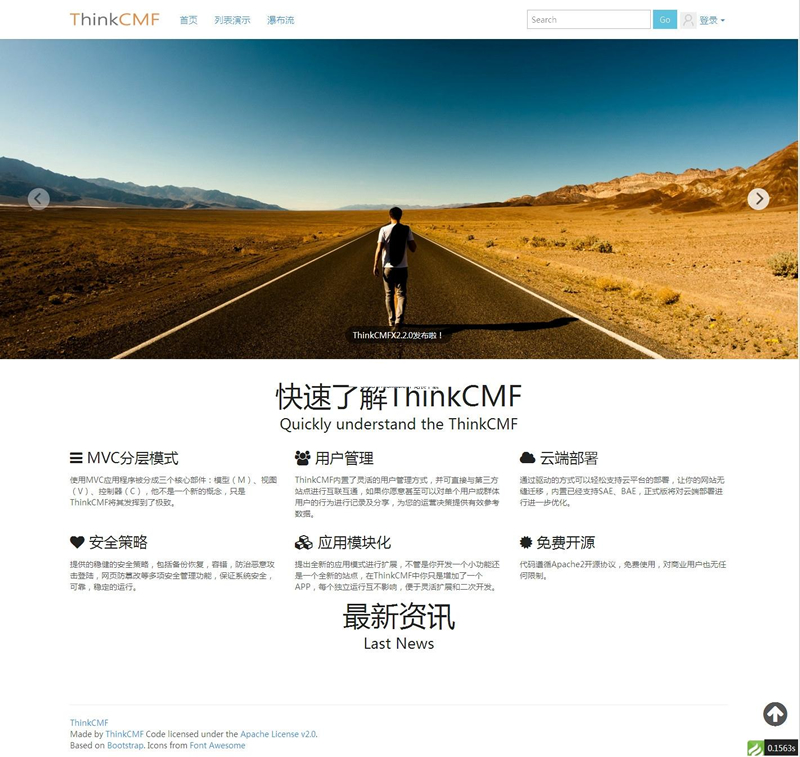 ThinkCMF 首页 列表演示 瀑布流 Search Go 登录
ThinkCMFX2.2.0发布啦！
快速了解ThinkCMF
Quickly understand the ThinkCMF
MVC分层模式
使用MVC应用程序被分成三个核心部件：模型（M）、视图
（V）、控制器（C），他不是一个新的概念，只是
ThinkCMF将其发挥到了极致。
用户管理
ThinkCMF内置了灵活的用户管理方式，并可直接与第三方
站点进行互联互通，如果你愿意甚至可以对单个用户或群体
用户的行为进行记录及分享，为您的运营决策提供有效参考
数据。
云端部署
通过驱动的方式可以轻松支持云平台的部署，让你的网站无
缝迁移，内置已经支持SAE、BAE，正式版将对云端部署进
行进一步优化。
安全策略
提供的稳健的安全策略，包括备份恢复，容错，防治恶意攻
击登陆，网页防篡改等多项安全管理功能，保证系统安全，
可靠，稳定的运行。
应用模块化
提出全新的应用模式进行扩展，不管是你开发一个小功能还
是一个全新的站点，在ThinkCMF中你只是增加了一个
APP，每个独立运行互不影响，便于灵活扩展和二次开发。
免费开源
代码遵循Apache2开源协议，免费使用，对商业用户也无任
何限制。
最新资讯
Last News
ThinkCMF
Made by ThinkCMF Code licensed under the Apache License v2.0.
Based on Bootstrap. Icons from Font Awesome
0.1563s